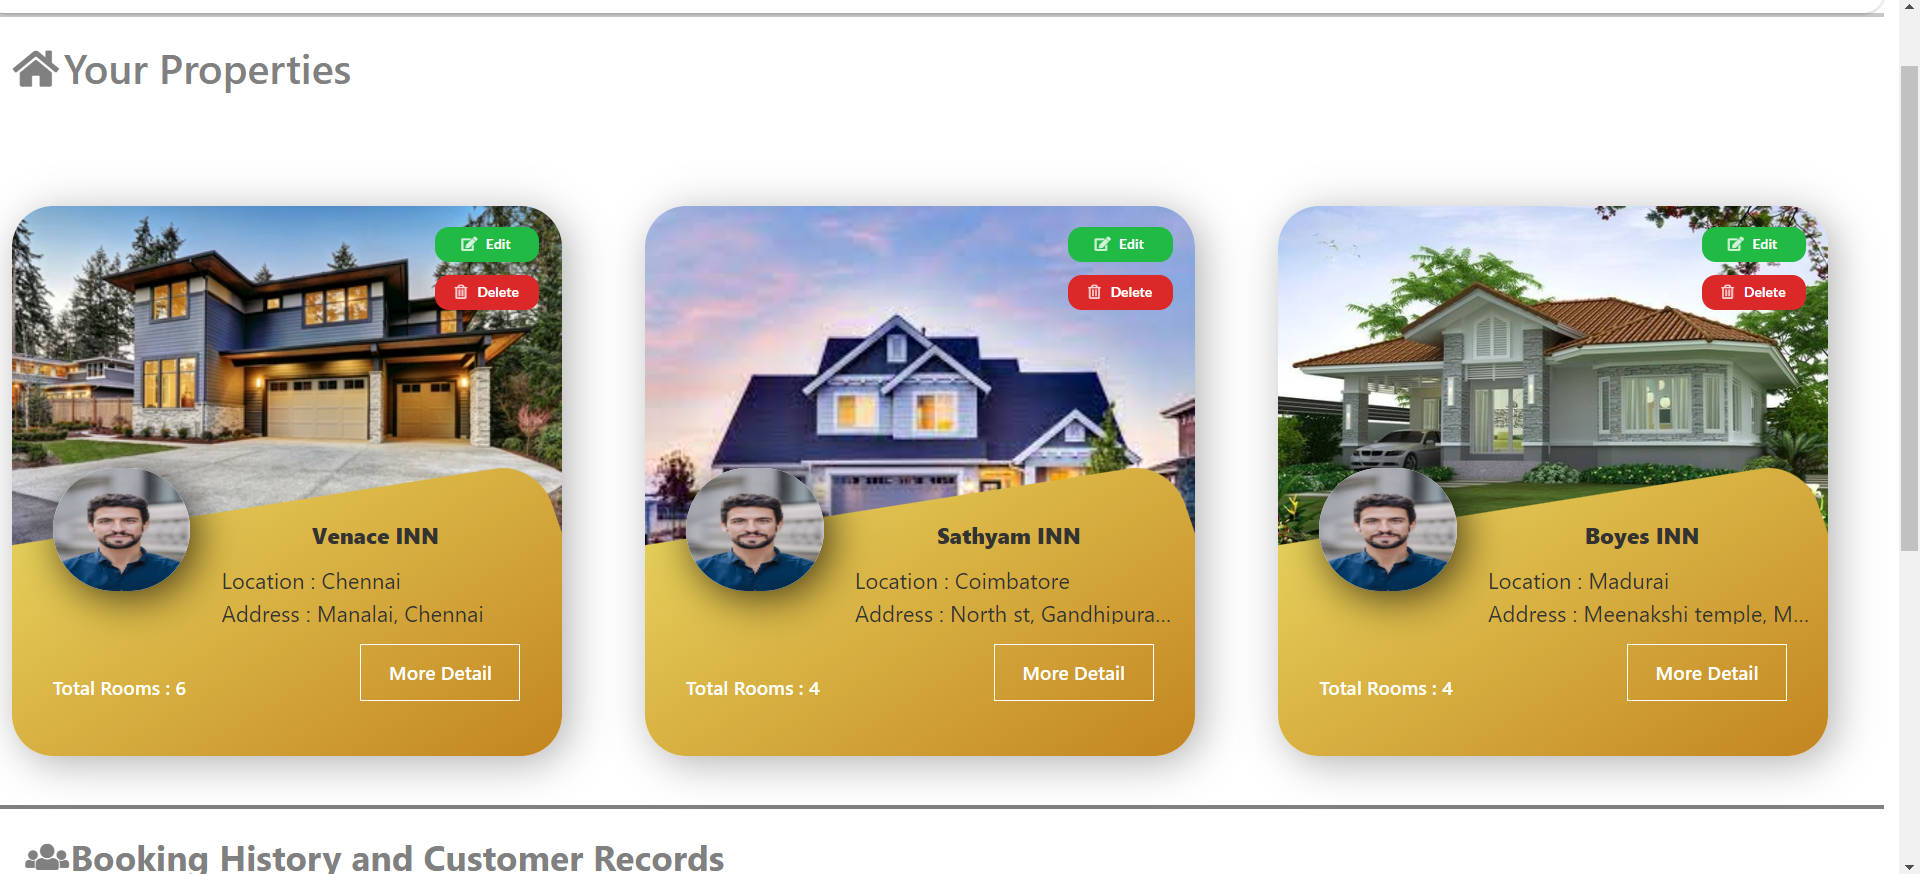 Your Properties
Edit
Delete
Venace INN
Location : Chennai
Address : Manalai, Chennai
Total Rooms : 6
More Detail
Edit
Delete
Sathyam INN
Location : Coimbatore
Address : North st, Gandhipura...
Total Rooms : 4
More Detail
Edit
Delete
Boyes INN
Location : Madurai
Address : Meenakshi temple, M...
Total Rooms : 4
More Detail
Booking History and Customer Records